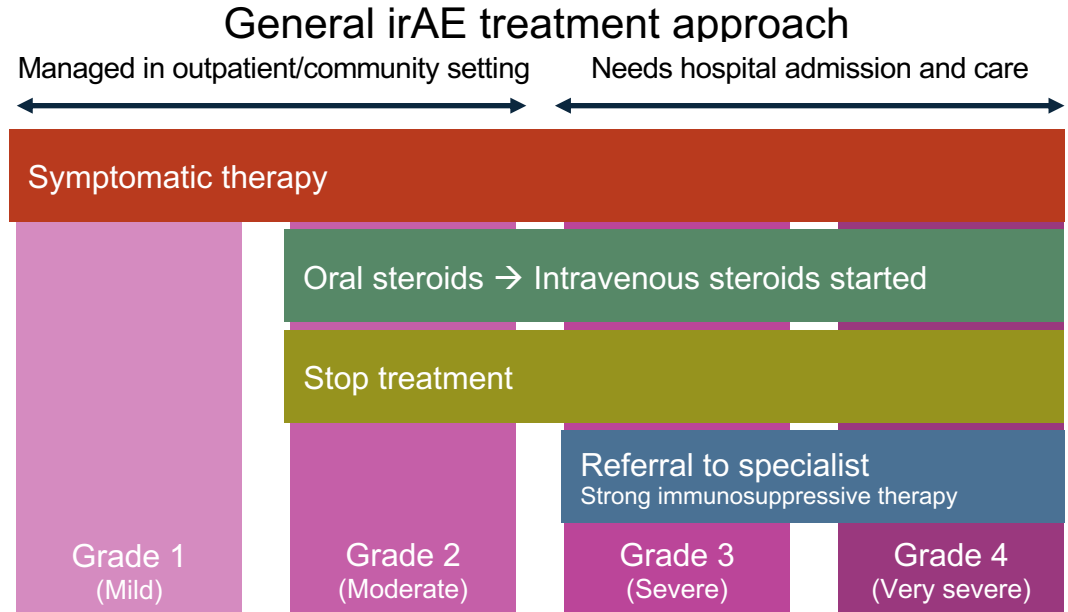 General irAE treatment approach
Managed in outpatient/community setting
Needs hospital admission and care
Symptomatic therapy
Oral steroids → Intravenous steroids started
Stop treatment
Referral to specialist
Strong immunosuppressive therapy
Grade 1
(Mild)
Grade 2
(Moderate)
Grade 3
(Severe)
Grade 4
(Very severe)